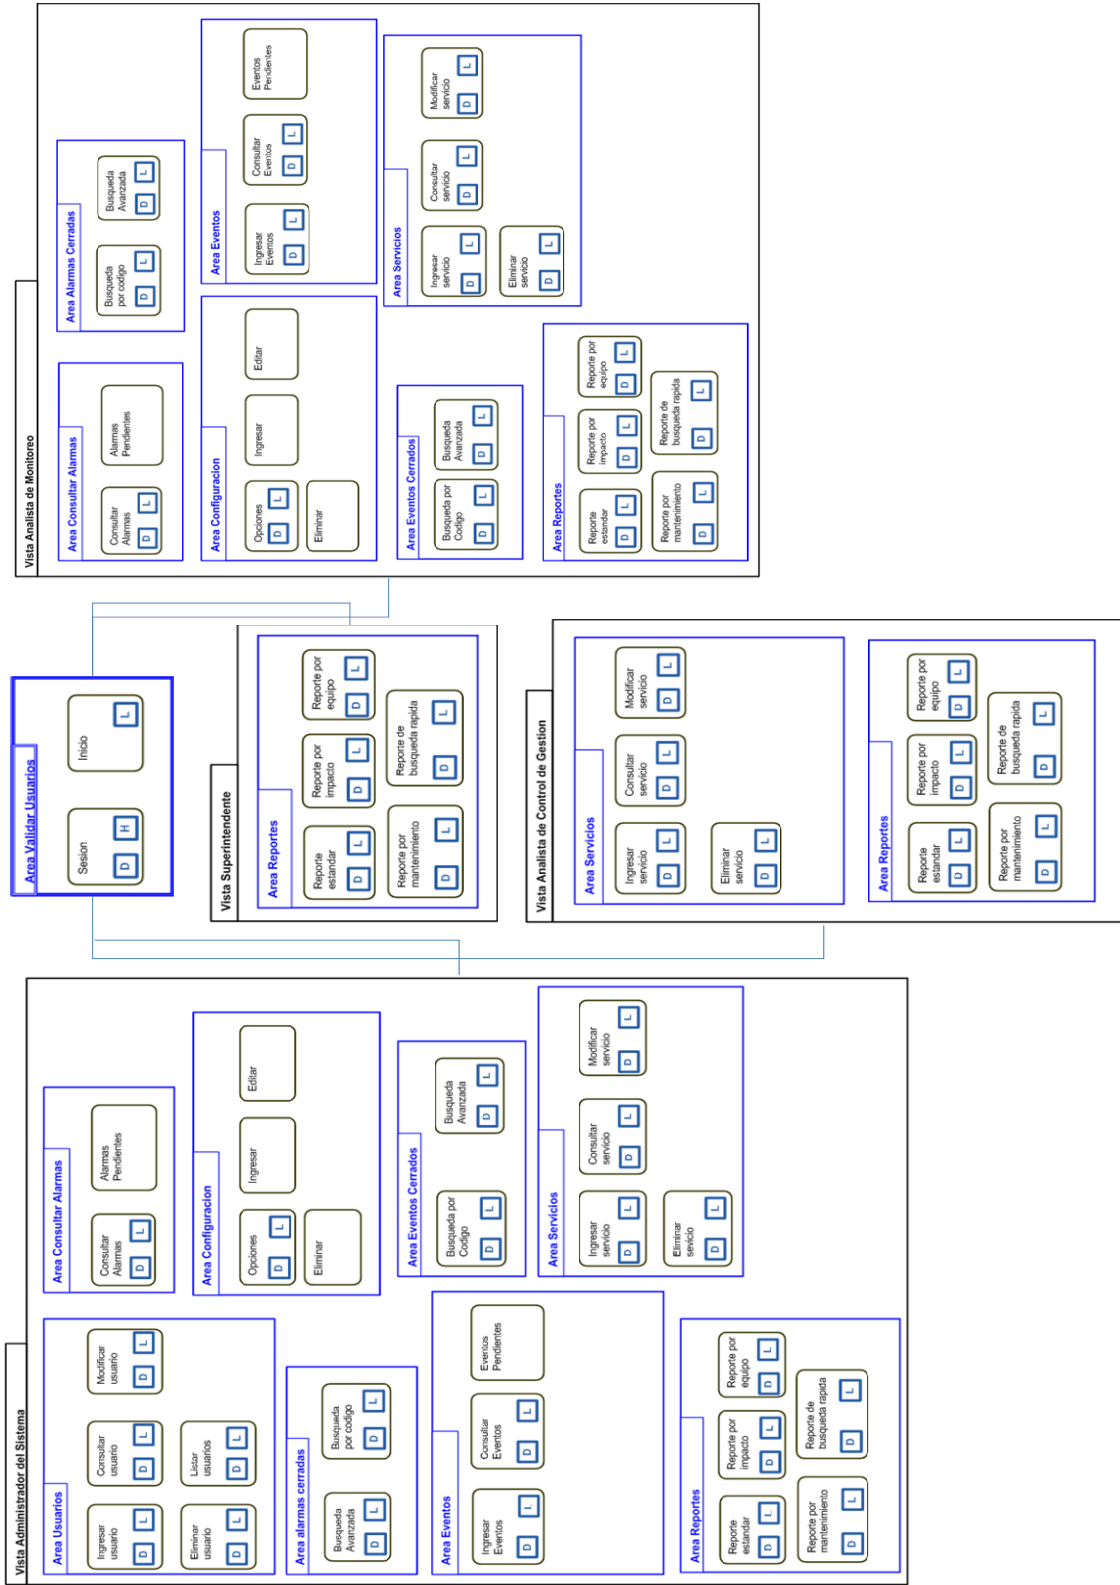 Area Validar Usuarios
Sesion
D
H
Inicio
L
Vista Administrador del Sistema
Area Usuarios
Ingresar
usuario
D
L
Consultar
usuario
D
L
Modificar
usuario
D
L
Eliminar
usuario
D
L
Listar
usuarios
D
L
Area Consultar Alarmas
Consultar
Alarmas
D
L
Alarmas
Pendientes
Area alarmas cerradas
Busqueda
Avanzada
D
L
Busqueda
por codigo
D
L
Area Configuracion
Opciones
D
L
Ingresar
Editar
Eliminar
Area Eventos
Ingresar
Eventos
D
L
Consultar
Eventos
D
L
Eventos
Pendientes
Area Eventos Cerrados
Busqueda por
Codigo
D
L
Busqueda
Avanzada
D
L
Area Servicios
Ingresar
servicio
D
L
Consultar
servicio
D
L
Modificar
servicio
D
L
Eliminar
sevicio
D
L
Area Reportes
Reporte
estandar
D
L
Reporte por
impacto
D
L
Reporte por
equipo
D
L
Reporte por
mantenimiento
D
L
Reporte de
busqueda rapida
D
L
Vista Superintendente
Area Reportes
Reporte
estandar
D
L
Reporte por
impacto
D
L
Reporte por
equipo
D
L
Reporte por
mantenimiento
D
L
Reporte de
busqueda rapida
D
L
Vista Analista de Control de Gestion
Area Servicios
Ingresar
servicio
D
L
Consultar
servicio
D
L
Modificar
servicio
D
L
Eliminar
servicio
D
L
Area Reportes
Reporte
estandar
D
L
Reporte por
impacto
D
L
Reporte por
equipo
D
L
Reporte por
mantenimiento
D
L
Reporte de
busqueda rapida
D
L
Vista Analista de Monitoreo
Area Consultar Alarmas
Consultar
Alarmas
D
L
Alarmas
Pendientes
Area Alarmas Cerradas
Busqueda
por codigo
D
L
Busqueda
Avanzada
D
L
Area Configuracion
Opciones
D
L
Ingresar
Editar
Eliminar
Area Eventos
Ingresar
Eventos
D
L
Consultar
Eventos
D
L
Eventos
Pendientes
Area Eventos Cerrados
Busqueda por
Codigo
D
L
Busqueda
Avanzada
D
L
Area Servicios
Ingresar
servicio
D
L
Consultar
servicio
D
L
Modificar
servicio
D
L
Eliminar
servicio
D
L
Area Reportes
Reporte
estandar
D
L
Reporte por
impacto
D
L
Reporte por
equipo
D
L
Reporte por
mantenimiento
D
L
Reporte de
busqueda rapida
D
L